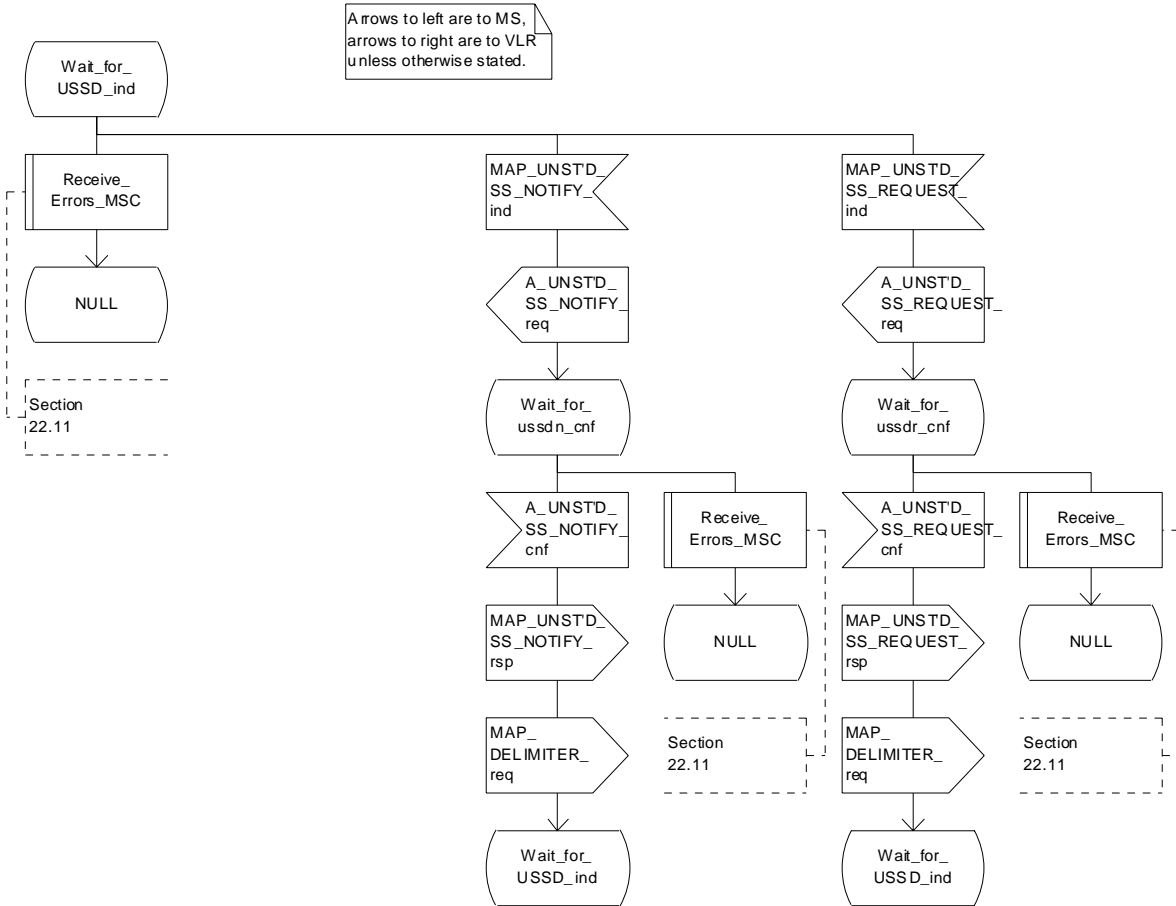 Arrows to left are to MS,
arrows to right are to VLR
unless otherwise stated.
Wait_for_
USSD_ind
Receive_
Errors_MSC
NULL
Section
22.11
MAP_UNST'D_
SS_NOTIFY_
ind
A_UNST'D_
SS_NOTIFY_
req
Wait_for_
ussdn_cnf
A_UNST'D_
SS_NOTIFY_
cnf
MAP_UNST'D_
SS_NOTIFY_
rsp
MAP_
DELIMITER_
req
Wait_for_
USSD_ind
Receive_
Errors_MSC
NULL
Section
22.11
MAP_UNST'D_
SS_REQUEST_
ind
A_UNST'D_
SS_REQUEST_
req
Wait_for_
ussdr_cnf
A_UNST'D_
SS_REQUEST_
cnf
MAP_UNST'D_
SS_REQUEST_
rsp
MAP_
DELIMITER_
req
Wait_for_
USSD_ind
Receive_
Errors_MSC
NULL
Section
22.11